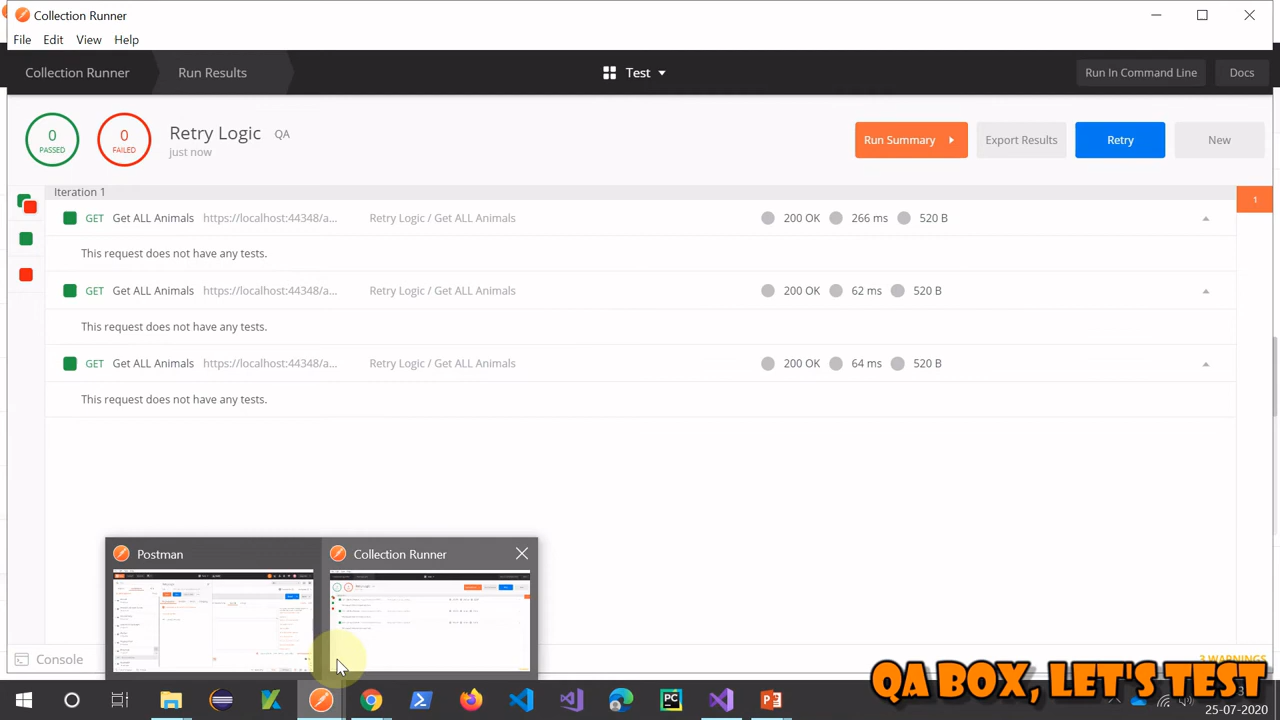 Collection Runner
File Edit View Help
Collection Runner Run Results Test Run In Command Line Docs
0 PASSED
0 FAILED
Retry Logic QA
just now
Run Summary Export Results Retry New
Iteration 1
1
GET Get ALL Animals https://localhost:44348/a... Retry Logic / Get ALL Animals 200 OK 266 ms 520 B
This request does not have any tests.
GET Get ALL Animals https://localhost:44348/a... Retry Logic / Get ALL Animals 200 OK 62 ms 520 B
This request does not have any tests.
GET Get ALL Animals https://localhost:44348/a... Retry Logic / Get ALL Animals 200 OK 64 ms 520 B
This request does not have any tests.
Postman Collection Runner
Console
3 WARNINGS
QA BOX, LET'S TEST
PC
25-07-2020